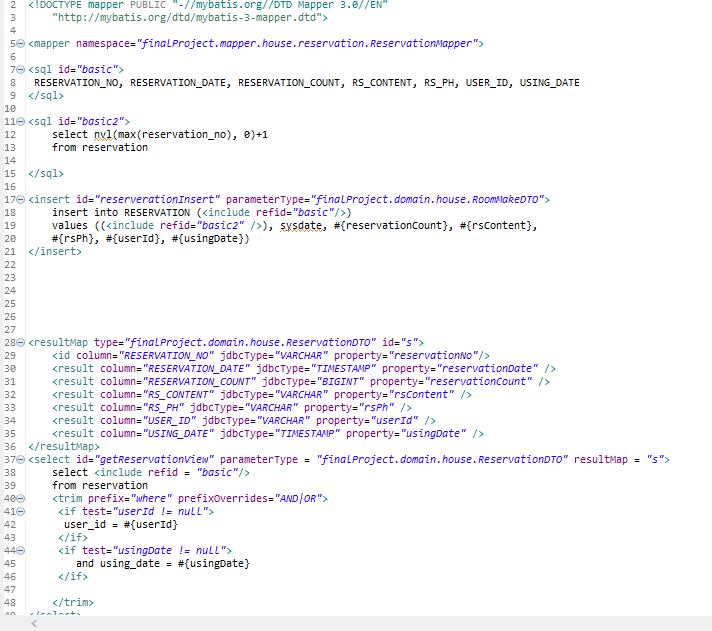 2 <!DOCTYPE mapper PUBLIC "-//mybatis.org//DTD Mapper 3.0//EN"
3 "http://mybatis.org/dtd/mybatis-3-mapper.dtd">
4
5 <mapper namespace="finalProject.mapper.house.reservation.ReservationMapper">
6
7 <sql id="basic">
8 RESERVATION_NO, RESERVATION_DATE, RESERVATION_COUNT, RS_CONTENT, RS_PH, USER_ID, USING_DATE
9 </sql>
10
11 <sql id="basic2">
12 select nvl(max(reservation_no), 0)+1
13 from reservation
14
15 </sql>
16
17 <insert id="reserverationInsert" parameterType="finalProject.domain.house.RoomMakeDTO">
18 insert into RESERVATION (<include refid="basic"/>)
19 values ((<include refid="basic2" />), sysdate, #{reservationCount}, #{rsContent},
20 #{rsPh}, #{userId}, #{usingDate})
21 </insert>
22
23
24
25
26
27
28 <resultMap type="finalProject.domain.house.ReservationDTO" id="s">
29 <id column="RESERVATION_NO" jdbcType="VARCHAR" property="reservationNo"/>
30 <result column="RESERVATION_DATE" jdbcType="TIMESTAMP" property="reservationDate" />
31 <result column="RESERVATION_COUNT" jdbcType="BIGINT" property="reservationCount" />
32 <result column="RS_CONTENT" jdbcType="VARCHAR" property="rsContent" />
33 <result column="RS_PH" jdbcType="VARCHAR" property="rsPh" />
34 <result column="USER_ID" jdbcType="VARCHAR" property="userId" />
35 <result column="USING_DATE" jdbcType="TIMESTAMP" property="usingDate" />
36 </resultMap>
37 <select id="getReservationView" parameterType = "finalProject.domain.house.ReservationDTO" resultMap = "s">
38 select <include refid = "basic"/>
39 from reservation
40 <trim prefix="where" prefixOverrides="AND|OR">
41 <if test="userId != null">
42 user_id = #{userId}
43 </if>
44 <if test="usingDate != null">
45 and using_date = #{usingDate}
46 </if>
47
48 </trim>
49 </select>